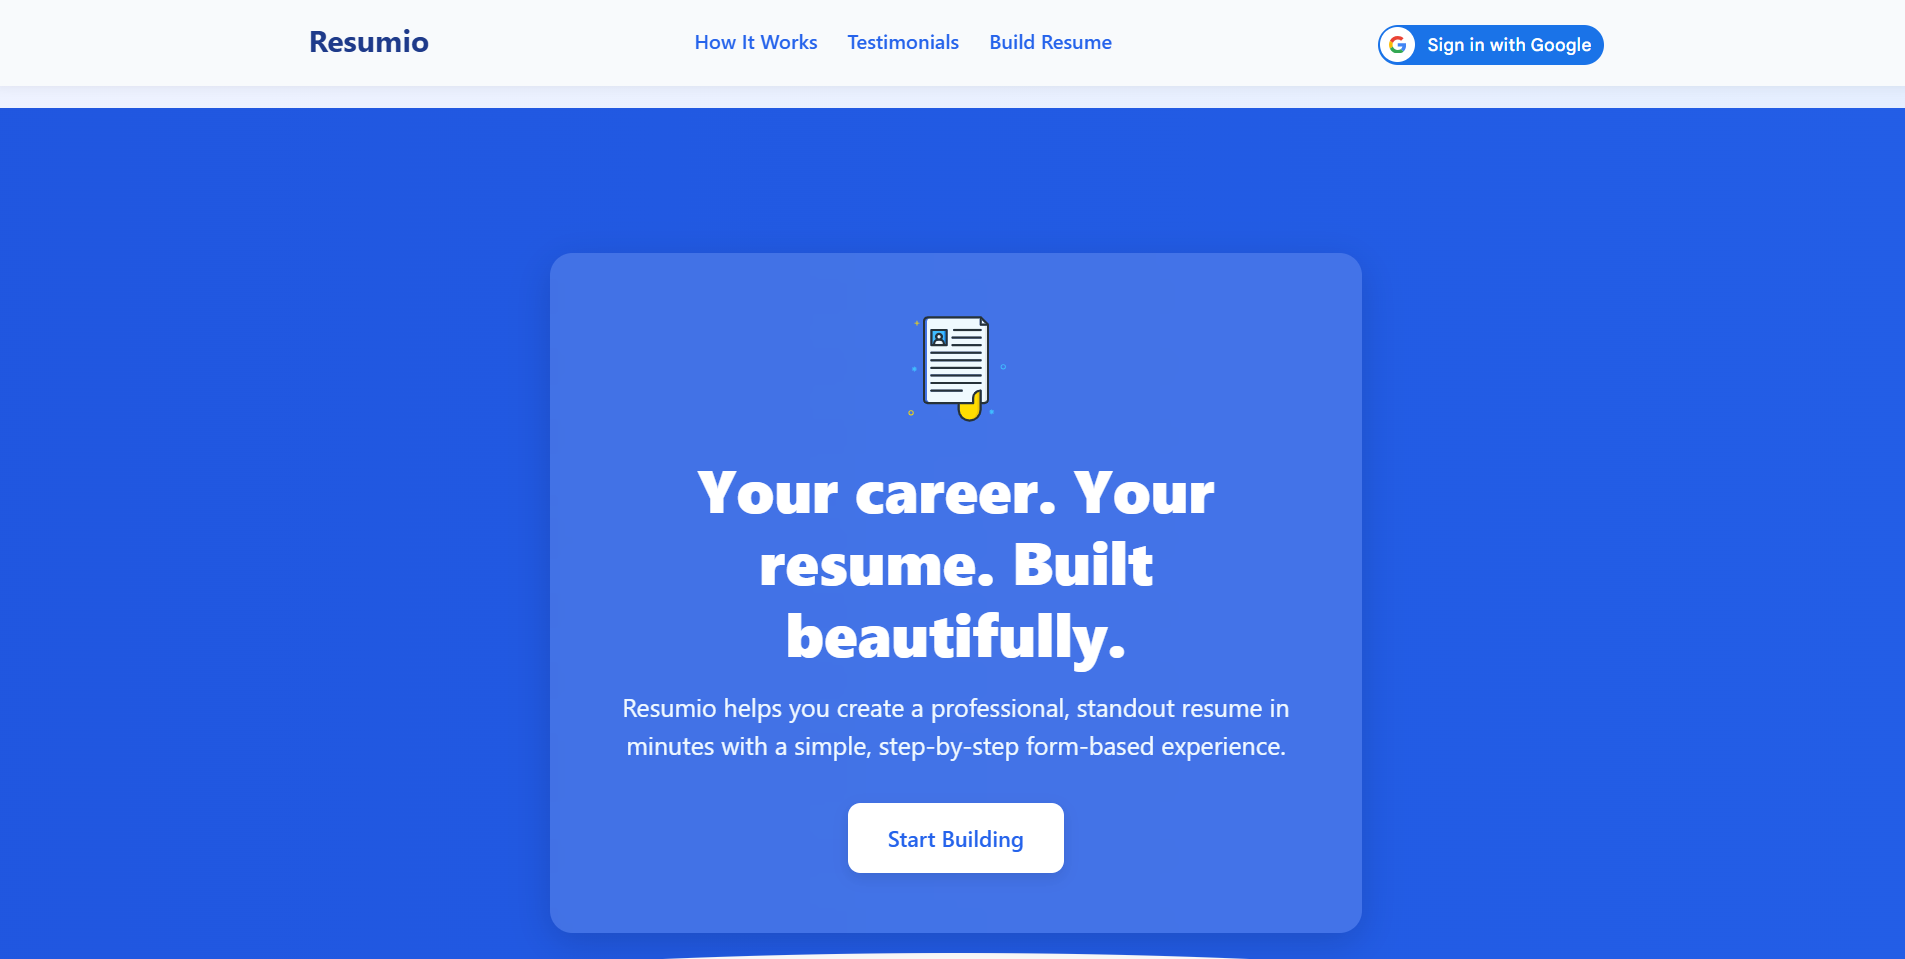 Resumio
How It Works
Testimonials
Build Resume
Sign in with Google
Your career. Your
resume. Built
beautifully.
Resumio helps you create a professional, standout resume in
minutes with a simple, step-by-step form-based experience.
Start Building